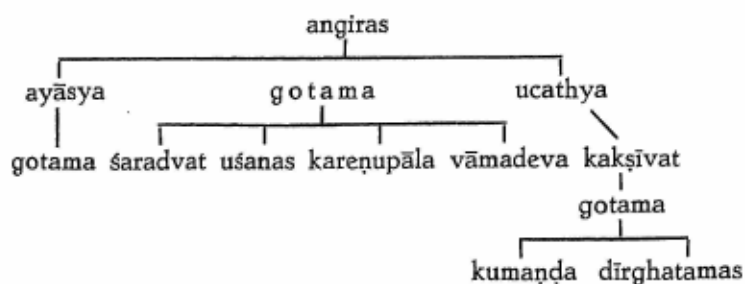 angiras
ayāsya gotama ucathya
gotama śaradvat uśanas kareṇupāla vāmadeva kakṣīvat
gotama
kumaṇḍa dīrghatamas